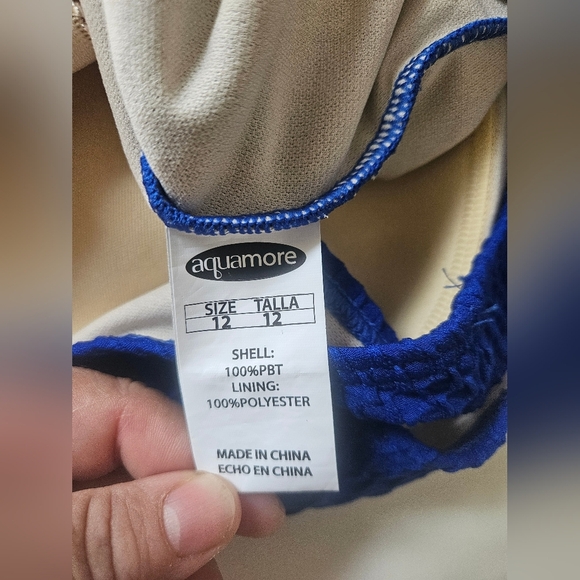 aquamore
SIZE TALLA
12 12
SHELL:
100%PBT
LINING:
100%POLYESTER
MADE IN CHINA
ECHO EN CHINA